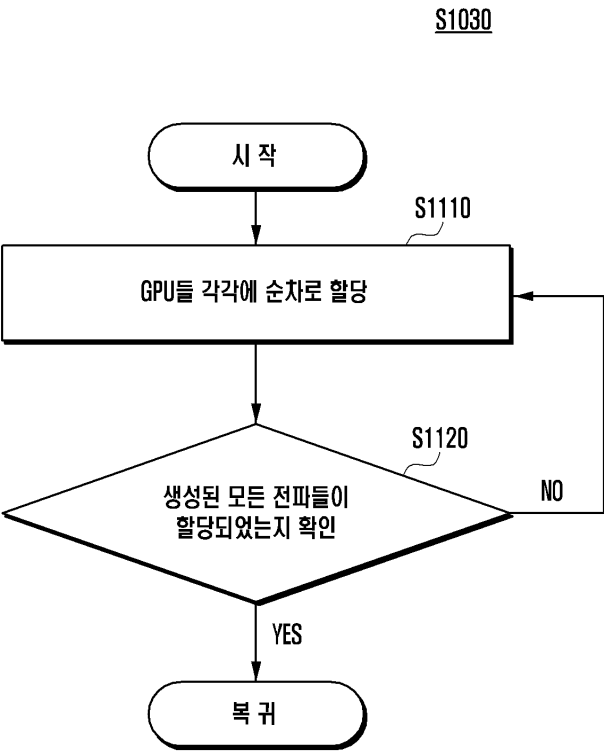 S1030
시 작
S1110
GPU들 각각에 순차로 할당
S1120
생성된 모든 전파들이
할당되었는지 확인
NO
YES
복 귀